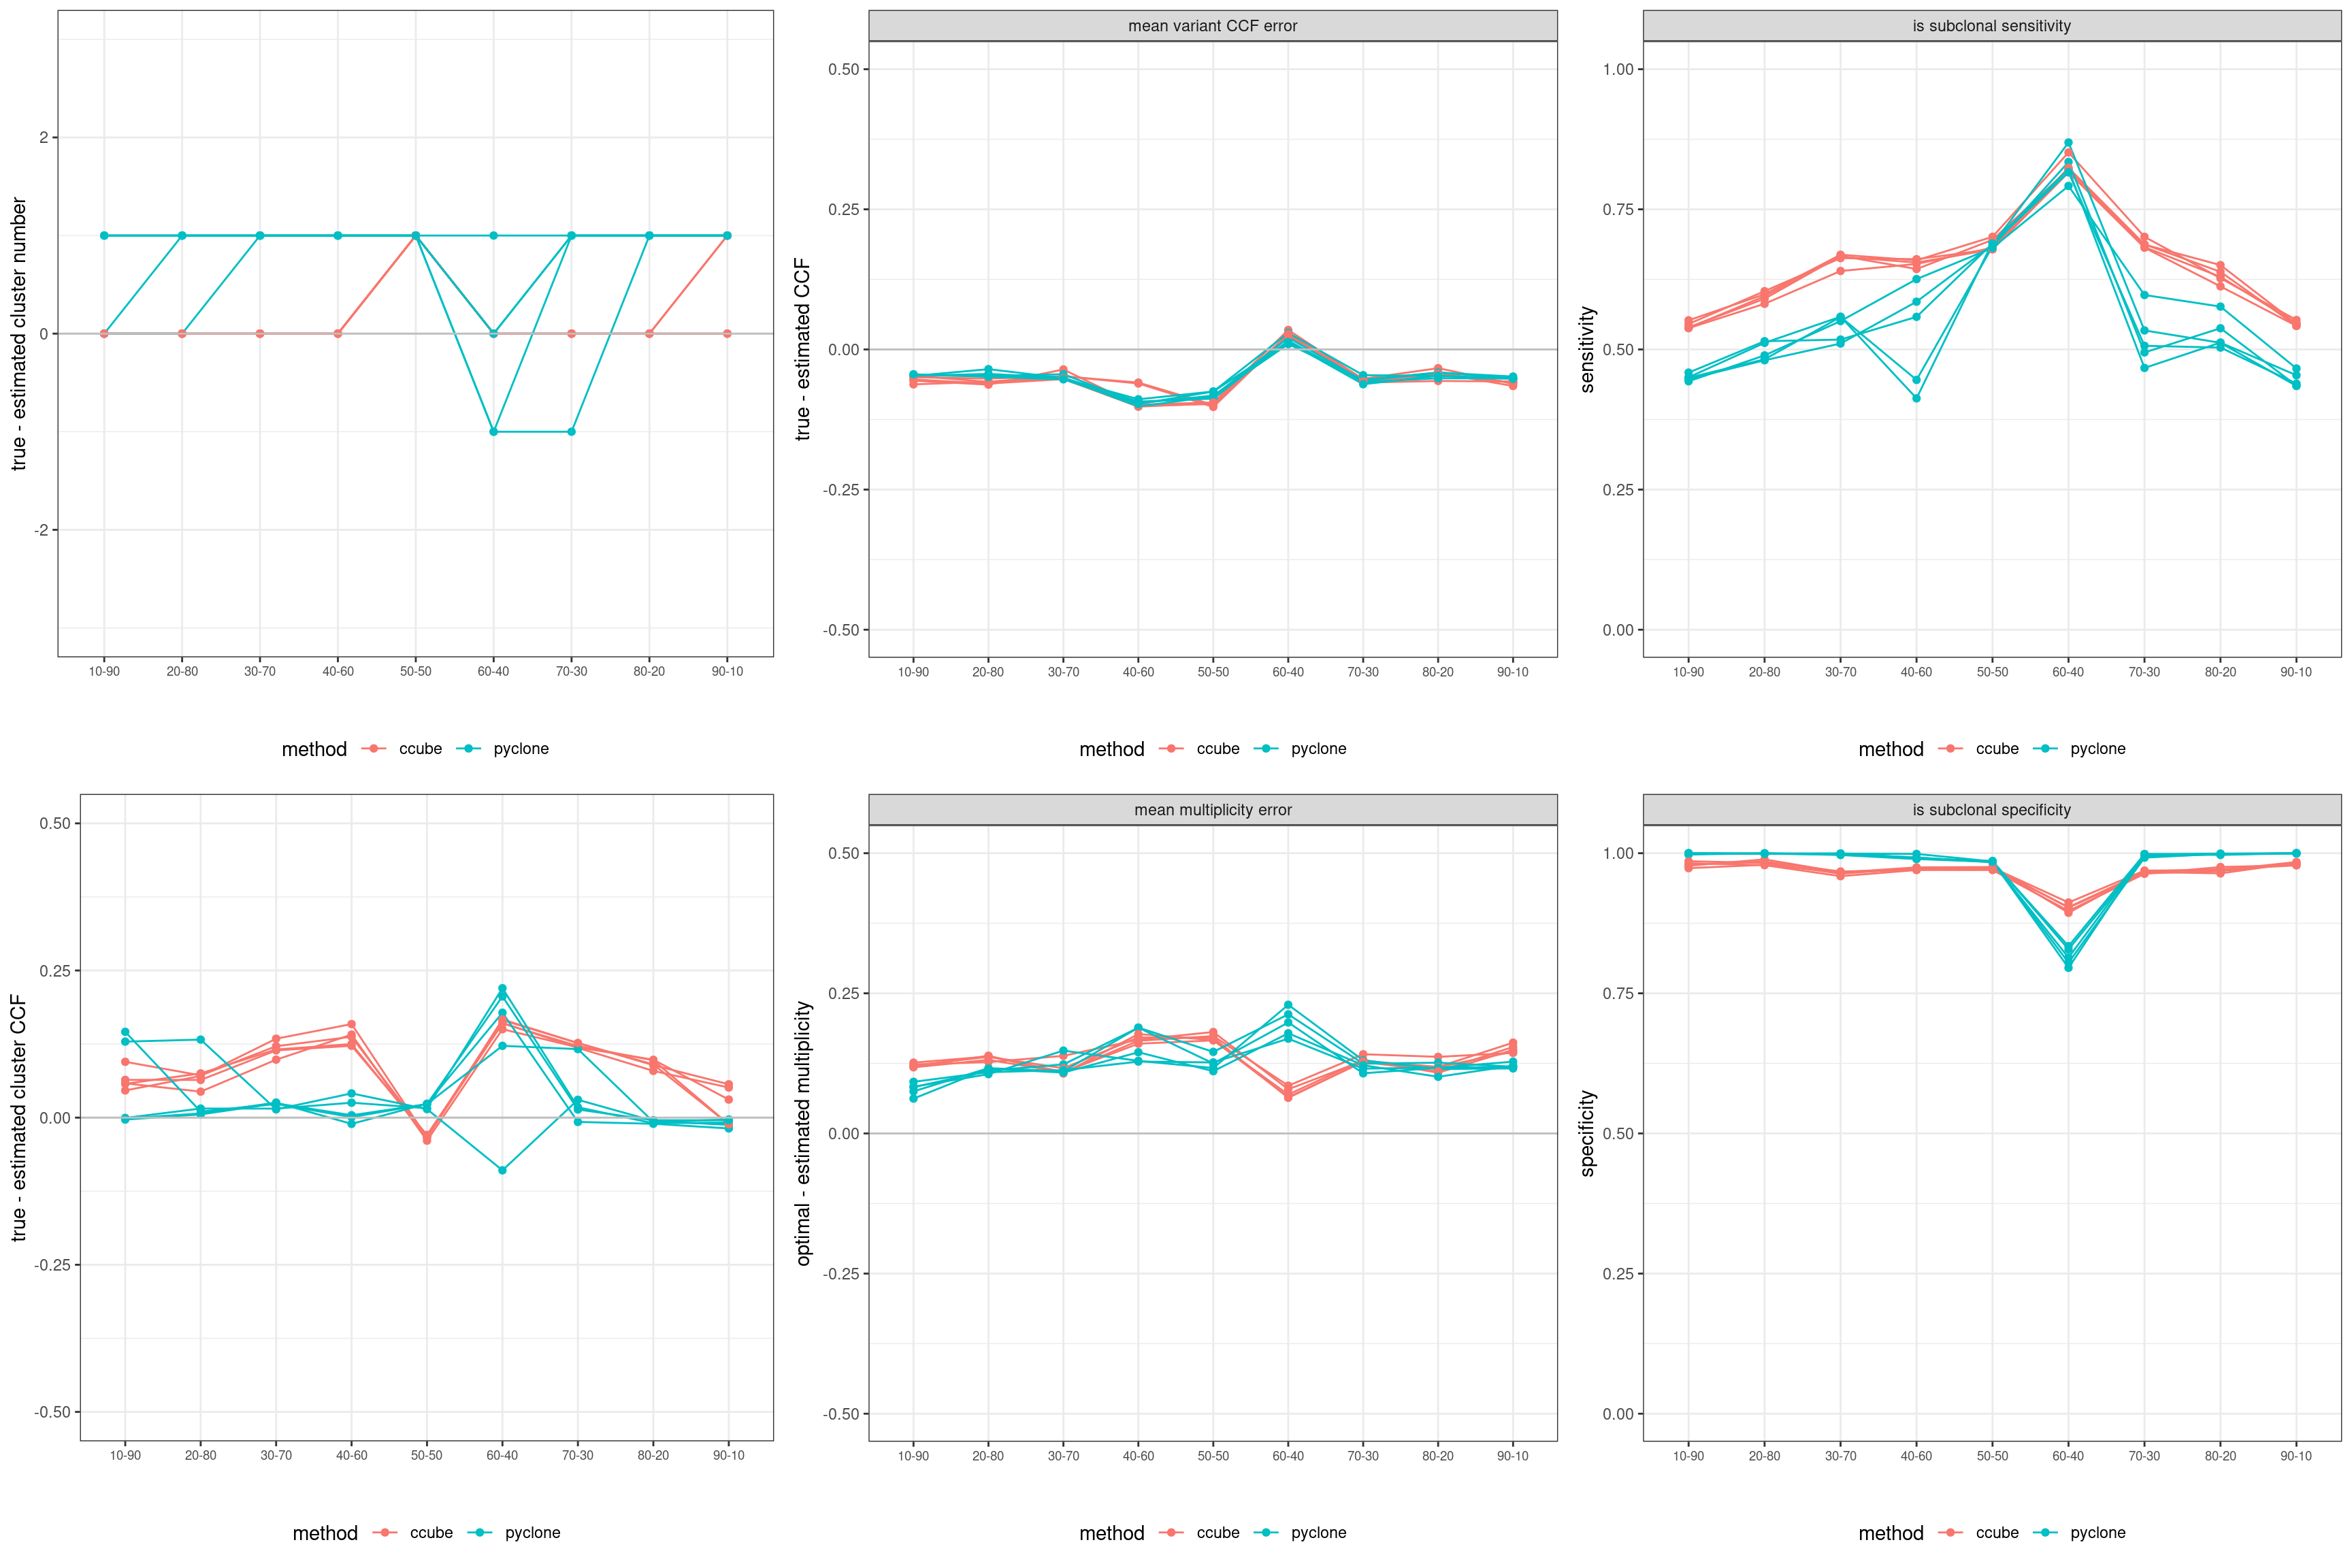 true - estimated cluster number
2
0
-2
10-90 20-80 30-70 40-60 50-50 60-40 70-30 80-20 90-10
method ccube pyclone
mean variant CCF error
true - estimated CCF
0.50
0.25
0.00
-0.25
-0.50
10-90 20-80 30-70 40-60 50-50 60-40 70-30 80-20 90-10
method ccube pyclone
is subclonal sensitivity
sensitivity
1.00
0.75
0.50
0.25
0.00
10-90 20-80 30-70 40-60 50-50 60-40 70-30 80-20 90-10
method ccube pyclone
true - estimated cluster CCF
0.50
0.25
0.00
-0.25
-0.50
10-90 20-80 30-70 40-60 50-50 60-40 70-30 80-20 90-10
method ccube pyclone
mean multiplicity error
optimal - estimated multiplicity
0.50
0.25
0.00
-0.25
-0.50
10-90 20-80 30-70 40-60 50-50 60-40 70-30 80-20 90-10
method ccube pyclone
is subclonal specificity
specificity
1.00
0.75
0.50
0.25
0.00
10-90 20-80 30-70 40-60 50-50 60-40 70-30 80-20 90-10
method ccube pyclone